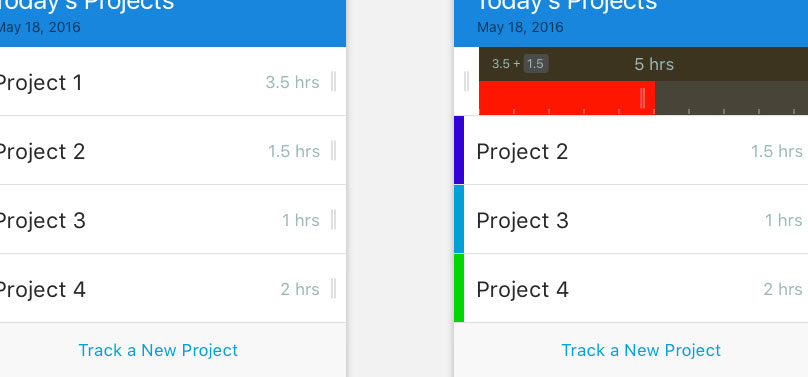 Today's Projects
May 18, 2016
Project 1 3.5 hrs
Project 2 1.5 hrs
Project 3 1 hrs
Project 4 2 hrs
Track a New Project
Today's Projects
May 18, 2016
3.5 + 1.5 5 hrs
Project 2 1.5 hrs
Project 3 1 hrs
Project 4 2 hrs
Track a New Project